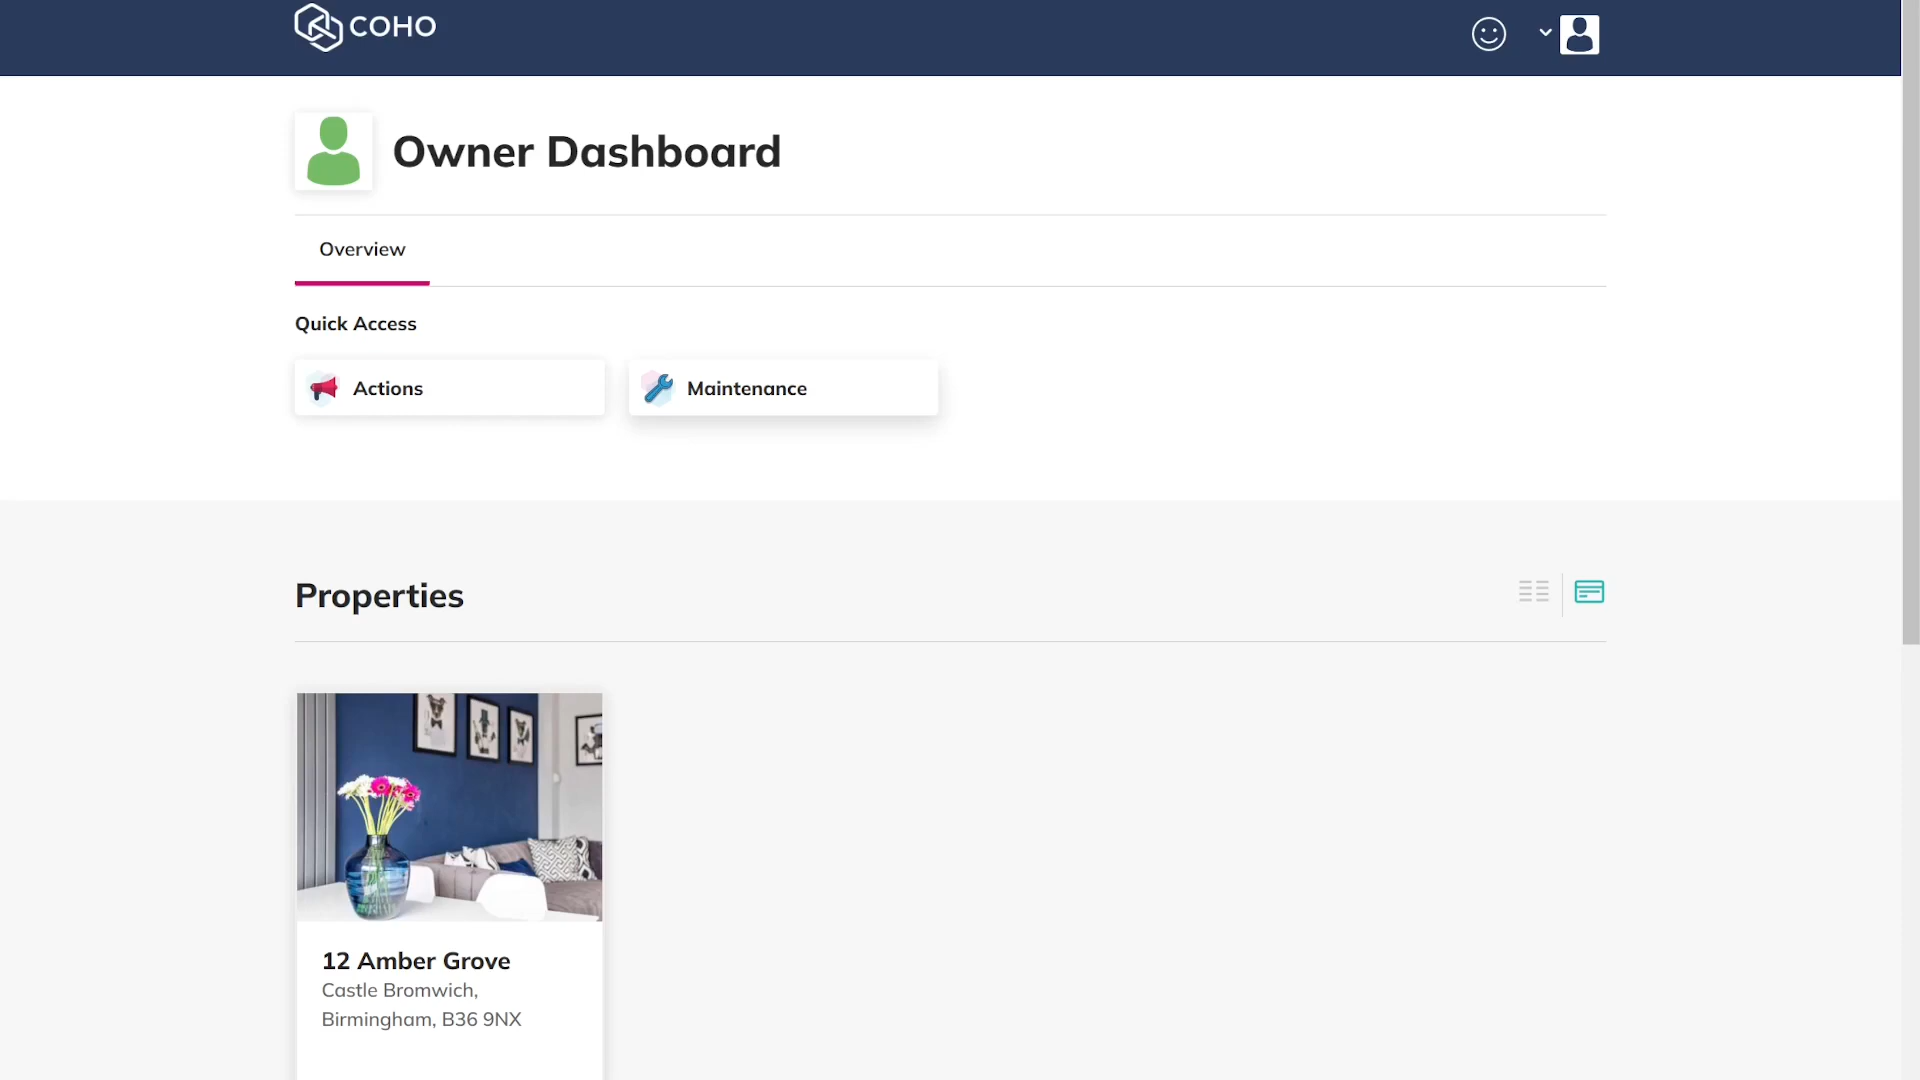 COHO
Owner Dashboard
Overview
Quick Access
Actions
Maintenance
Properties
12 Amber Grove
Castle Bromwich,
Birmingham, B36 9NX